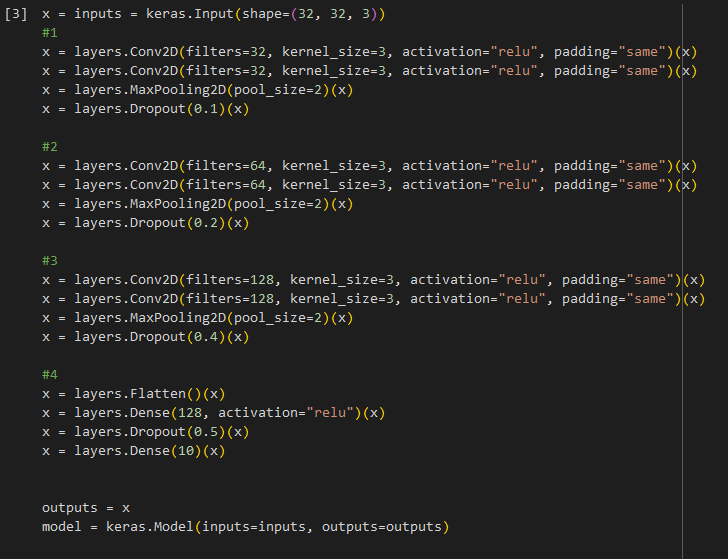 [3] x = inputs = keras.Input(shape=(32, 32, 3))
#1
x = layers.Conv2D(filters=32, kernel_size=3, activation="relu", padding="same")(x)
x = layers.Conv2D(filters=32, kernel_size=3, activation="relu", padding="same")(x)
x = layers.MaxPooling2D(pool_size=2)(x)
x = layers.Dropout(0.1)(x)
#2
x = layers.Conv2D(filters=64, kernel_size=3, activation="relu", padding="same")(x)
x = layers.Conv2D(filters=64, kernel_size=3, activation="relu", padding="same")(x)
x = layers.MaxPooling2D(pool_size=2)(x)
x = layers.Dropout(0.2)(x)
#3
x = layers.Conv2D(filters=128, kernel_size=3, activation="relu", padding="same")(x)
x = layers.Conv2D(filters=128, kernel_size=3, activation="relu", padding="same")(x)
x = layers.MaxPooling2D(pool_size=2)(x)
x = layers.Dropout(0.4)(x)
#4
x = layers.Flatten()(x)
x = layers.Dense(128, activation="relu")(x)
x = layers.Dropout(0.5)(x)
x = layers.Dense(10)(x)
outputs = x
model = keras.Model(inputs=inputs, outputs=outputs)